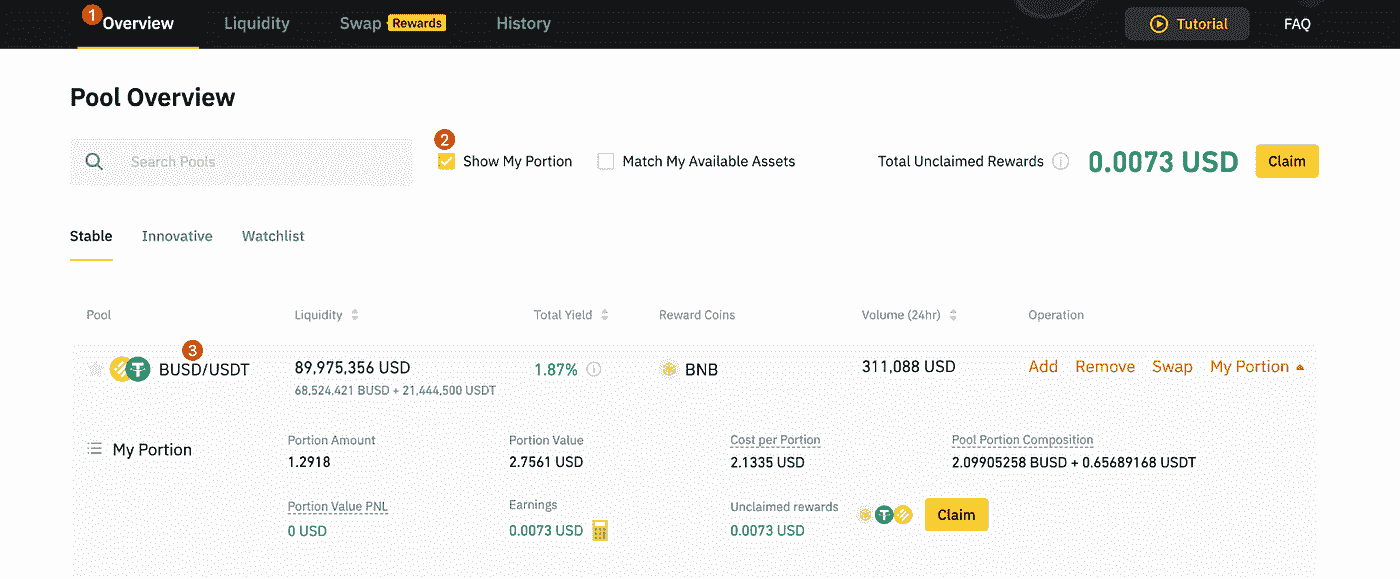 1 Overview Liquidity Swap Rewards History Tutorial FAQ
Pool Overview
2
Search Pools Show My Portion Match My Available Assets Total Unclaimed Rewards 0.0073 USD Claim
Stable Innovative Watchlist
Pool Liquidity Total Yield Reward Coins Volume (24hr) Operation
3
BUSD/USDT 89,975,356 USD 1.87% BNB 311,088 USD Add Remove Swap My Portion
68,524,421 BUSD + 21,444,500 USDT
My Portion
Portion Amount Portion Value Cost per Portion Pool Portion Composition
1.2918 2.7561 USD 2.1335 USD 2.09905258 BUSD + 0.65689168 USDT
Portion Value PNL Earnings Unclaimed rewards
0 USD 0.0073 USD 0.0073 USD Claim